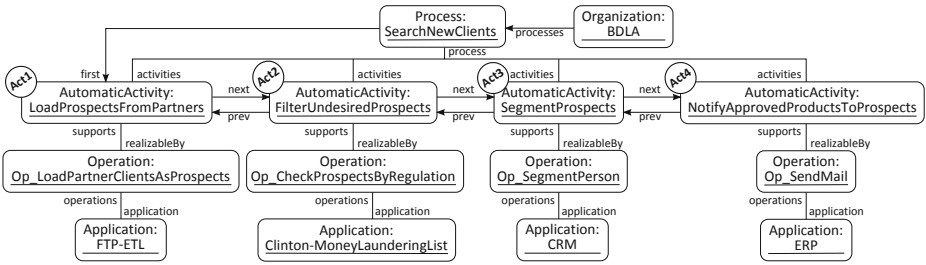 Process:
SearchNewClients
processes
Organization:
BDLA
process
Act1
first
activities
Act2
activities
Act3
activities
Act4
activities
AutomaticActivity:
LoadProspectsFromPartners
next
prev
AutomaticActivity:
FilterUndesiredProspects
next
prev
AutomaticActivity:
SegmentProspects
next
prev
AutomaticActivity:
NotifyApprovedProductsToProspects
supports
realizableBy
supports
realizableBy
supports
realizableBy
supports
realizableBy
Operation:
Op_LoadPartnerClientsAsProspects
Operation:
Op_CheckProspectsByRegulation
Operation:
Op_SegmentPerson
Operation:
Op_SendMail
operations
application
operations
application
operations
application
operations
application
Application:
FTP-ETL
Application:
Clinton-MoneyLaunderingList
Application:
CRM
Application:
ERP